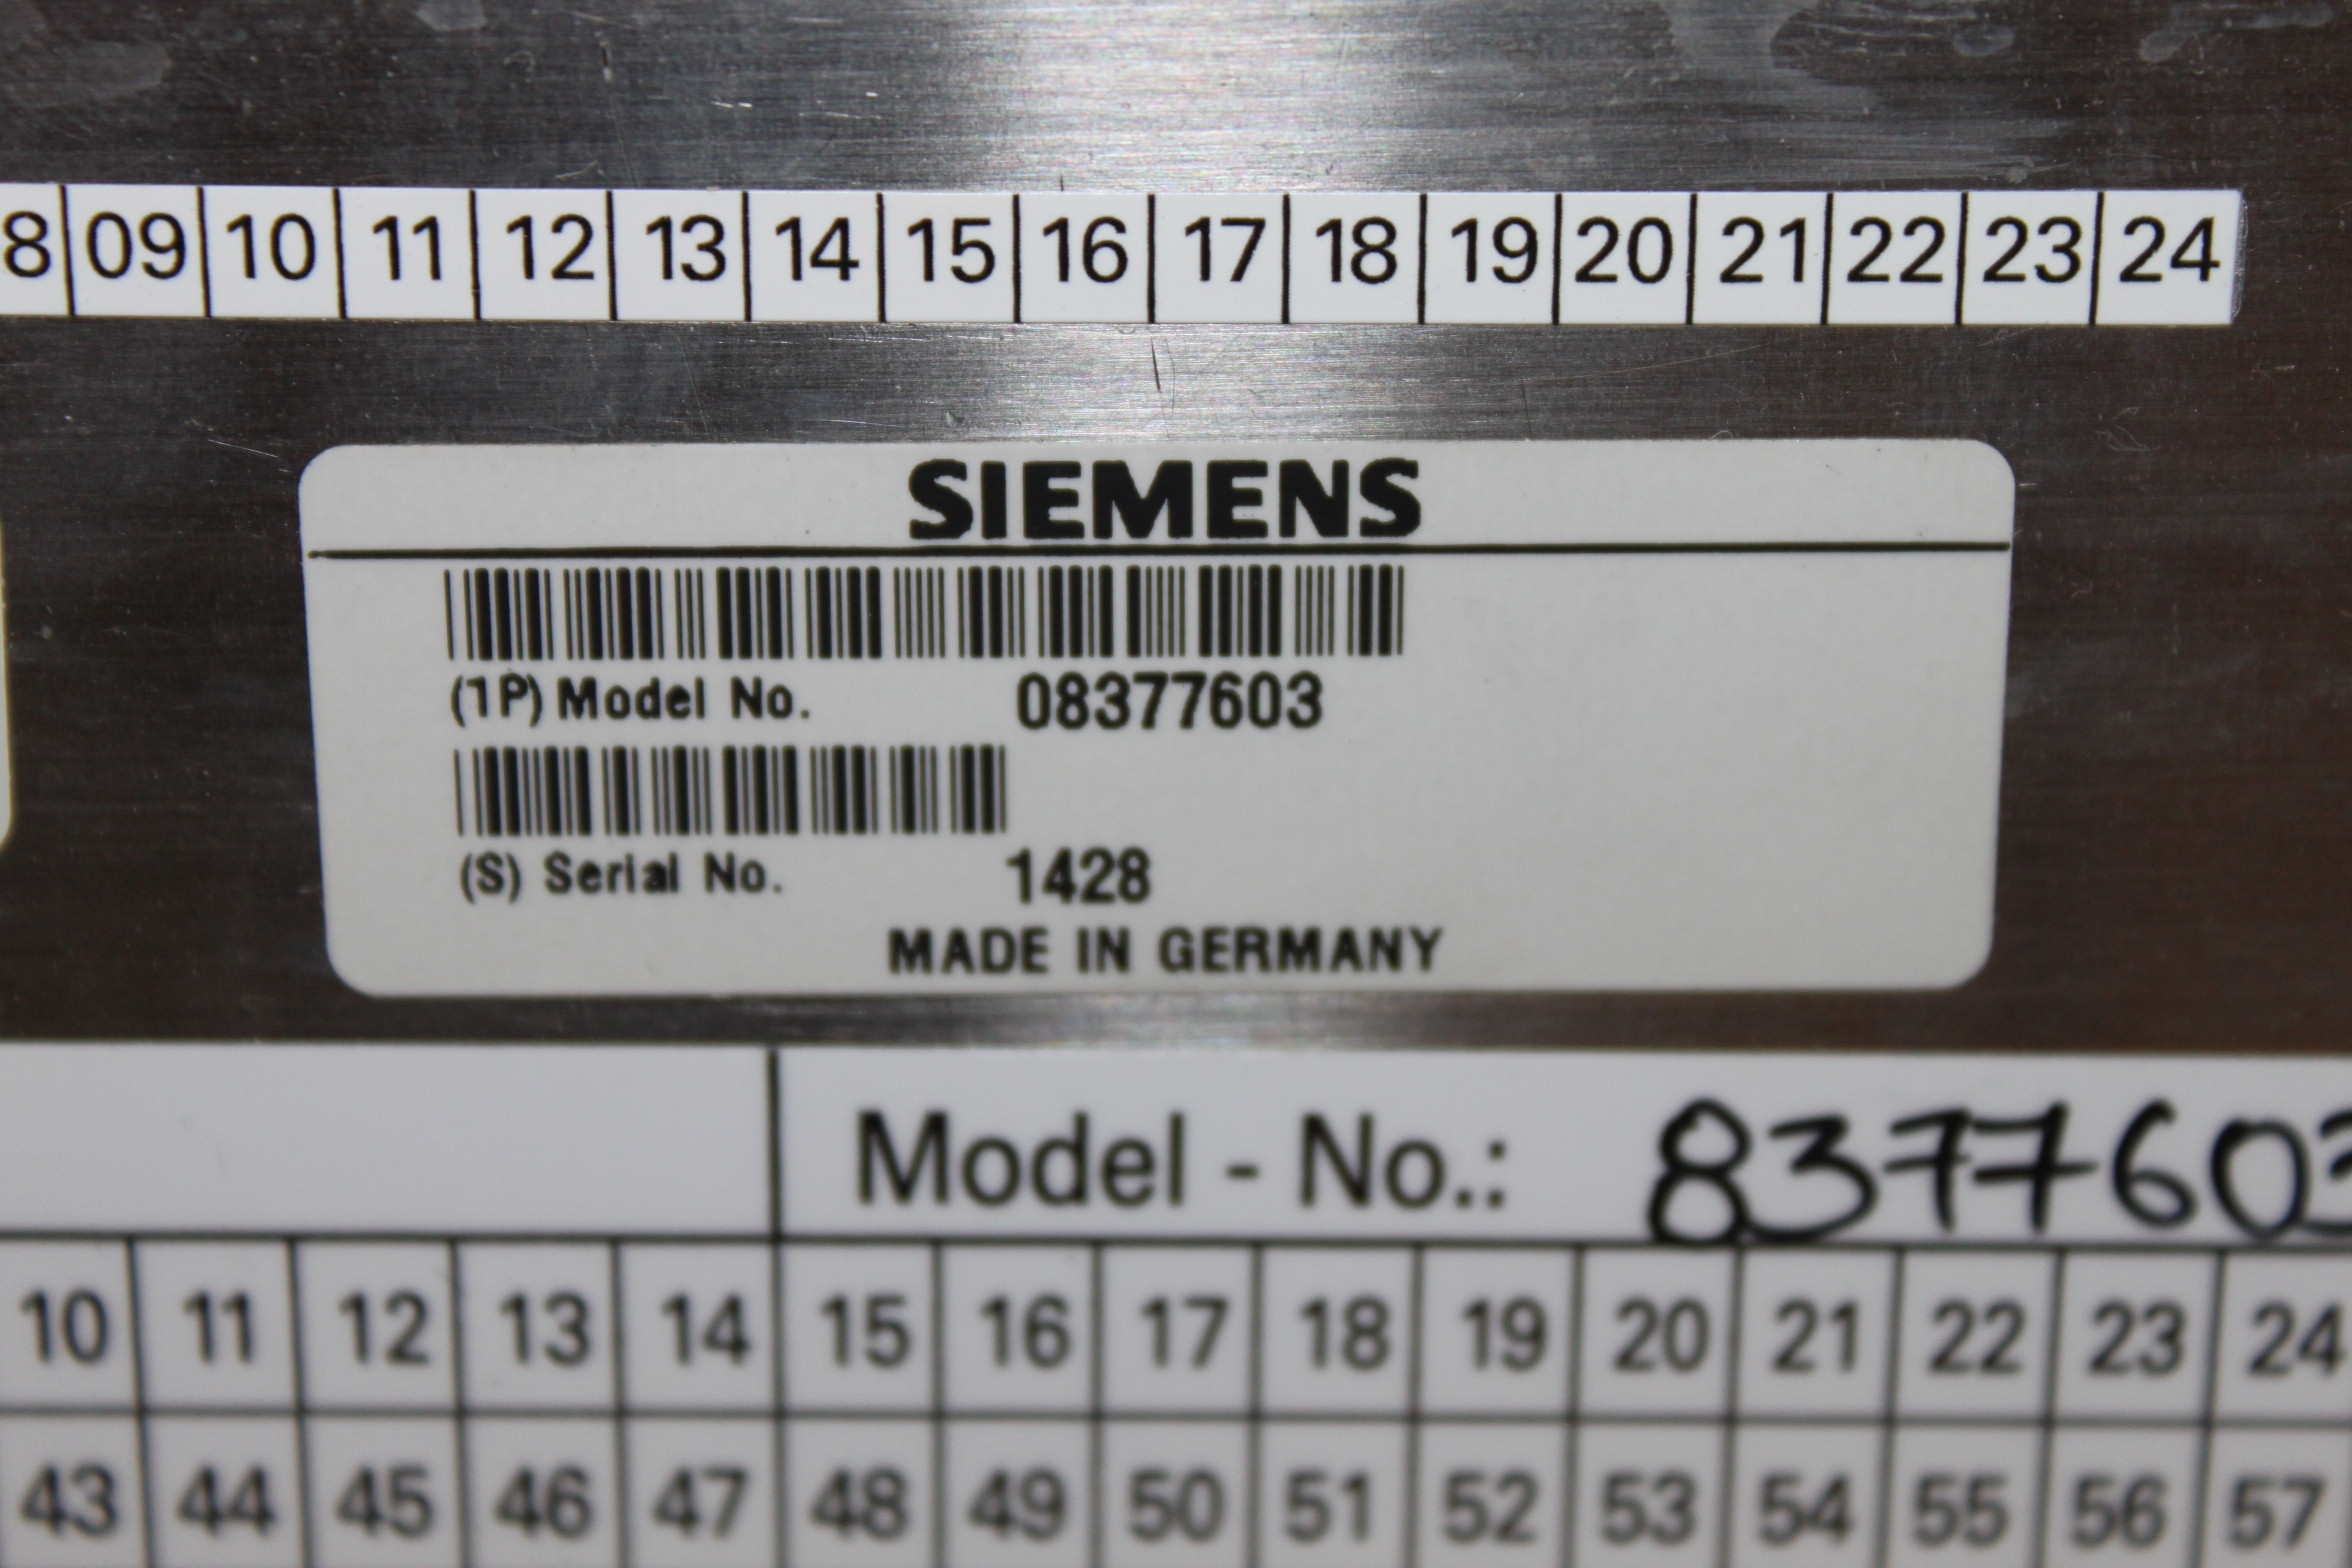 8 09 10 11 12 13 14 15 16 17 18 19 20 21 22 23 24
SIEMENS
(1P) Model No. 08377603
(S) Serial No. 1428
MADE IN GERMANY
Model - No.: 8377603
10 11 12 13 14 15 16 17 18 19 20 21 22 23 24
43 44 45 46 47 48 49 50 51 52 53 54 55 56 57